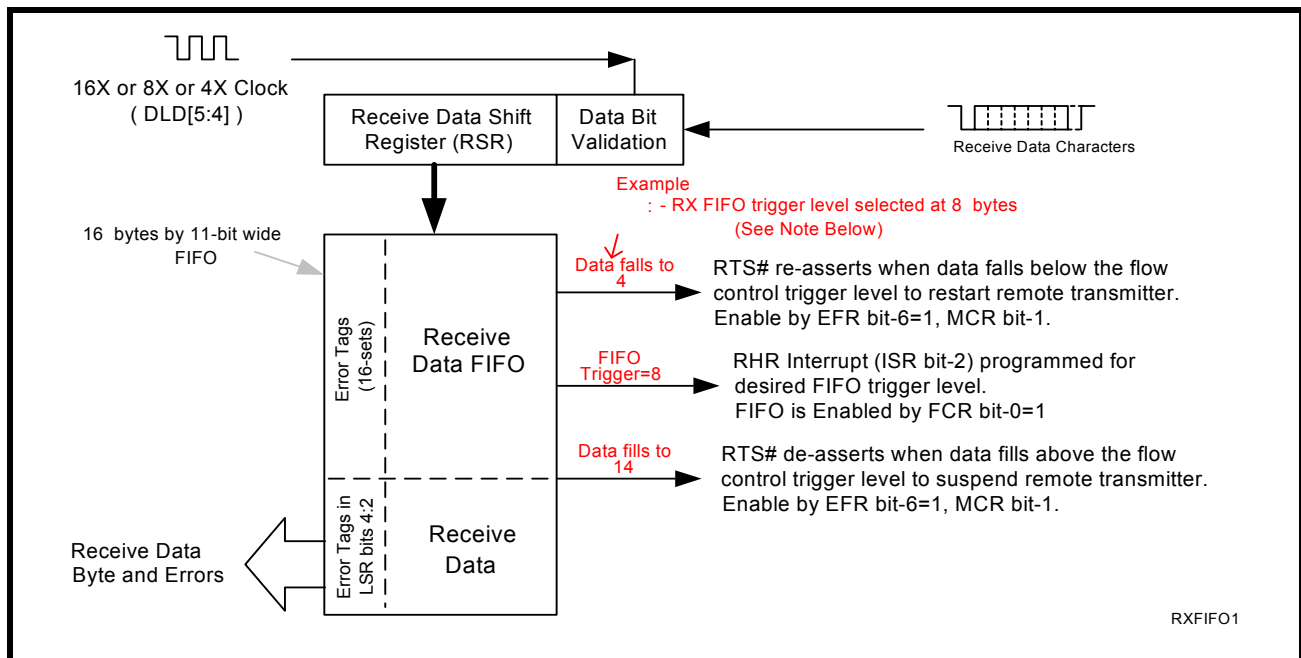 16X or 8X or 4X Clock
( DLD[5:4] )
Receive Data Shift
Register (RSR)
Data Bit
Validation
Receive Data Characters
Example
: - RX FIFO trigger level selected at 8 bytes
(See Note Below)
16 bytes by 11-bit wide
FIFO
Data falls to
4
RTS# re-asserts when data falls below the flow
control trigger level to restart remote transmitter.
Enable by EFR bit-6=1, MCR bit-1.
Error Tags
(16-sets)
Receive
Data FIFO
FIFO
Trigger=8
RHR Interrupt (ISR bit-2) programmed for
desired FIFO trigger level.
FIFO is Enabled by FCR bit-0=1
Data fills to
14
RTS# de-asserts when data fills above the flow
control trigger level to suspend remote transmitter.
Enable by EFR bit-6=1, MCR bit-1.
Error Tags in
LSR bits 4:2
Receive
Data
Receive Data
Byte and Errors
RXFIFO1